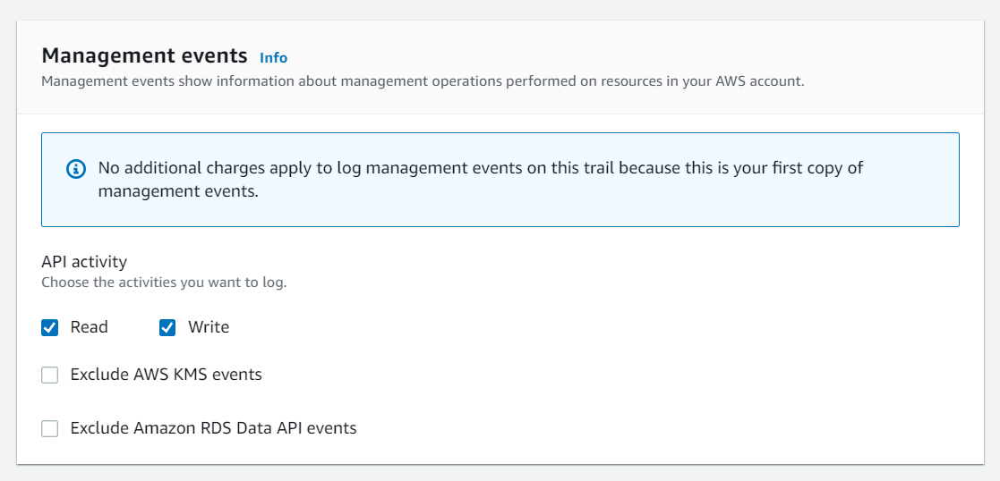 Management events Info
Management events show information about management operations performed on resources in your AWS account.
No additional charges apply to log management events on this trail because this is your first copy of
management events.
API activity
Choose the activities you want to log.
Read Write
Exclude AWS KMS events
Exclude Amazon RDS Data API events